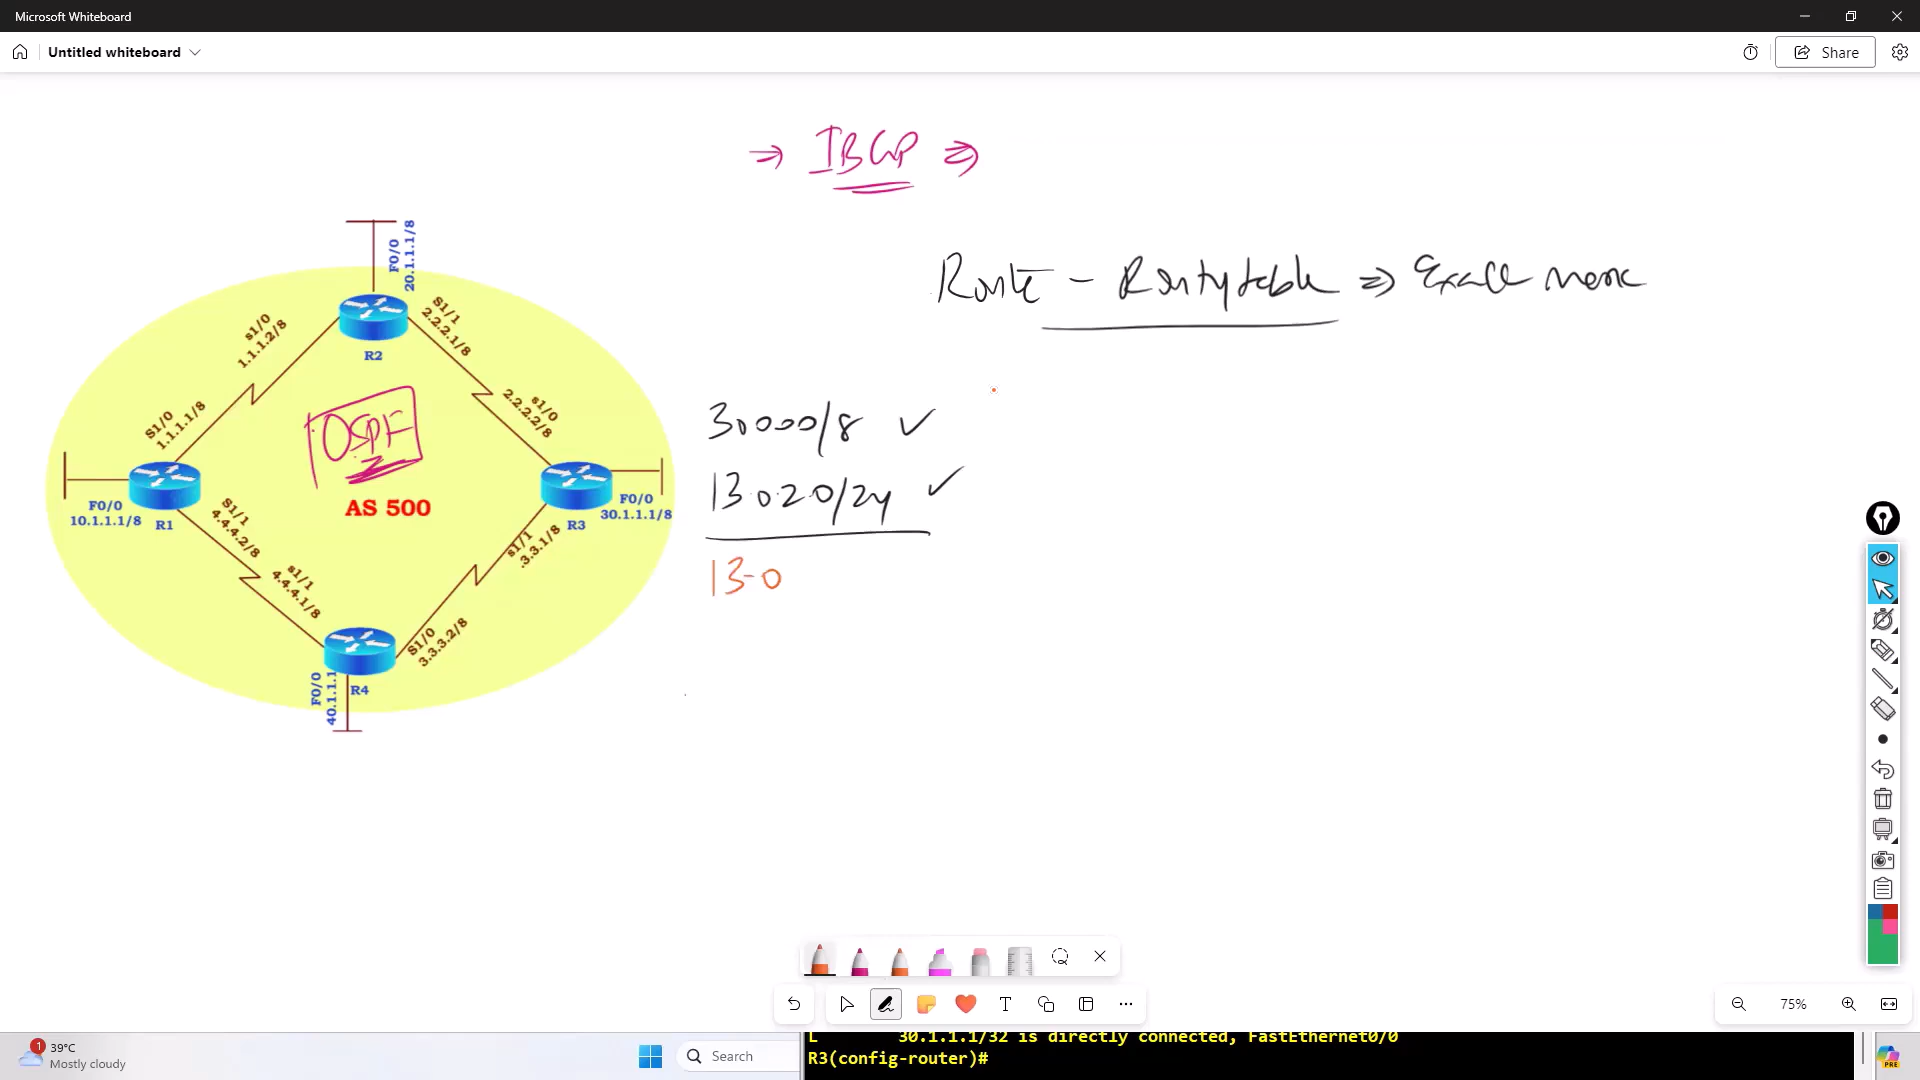 Microsoft Whiteboard
Untitled whiteboard
Share
→ IBGP ⇒
Route - Routytable ⇒
F0/0
20.1.1.1/8
R2
S1/1
2.2.2.1/8
s1/0
1.1.1.2/8
S1/0
1.1.1.1/8
s1/0
2.2.2.2/8
OSPF
AS 500
F0/0
10.1.1.1/8
R1
R3
F0/0
30.1.1.1/8
S1/1
4.4.4.2/8
s1/1
4.4.4.1/8
s1/1
.3.3.1/8
S1/0
3.3.3.2/8
R4
F0/0
40.1.1.1
30.0.0.0/8 ✓
13.0.2.0/24 ✓
13.0
75%
1
39°C
Mostly cloudy
Search
L 30.1.1.1/32 is directly connected, FastEthernet0/0
R3(config-router)#
PRE